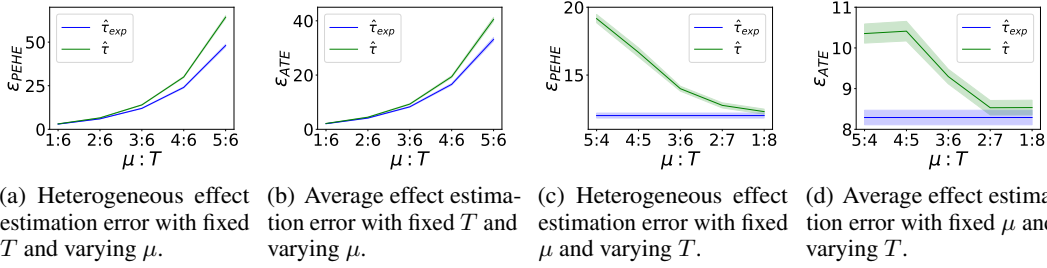 50
25
0
ε_PEHE
τ̂_exp
τ̂
1:6 2:6 3:6 4:6 5:6
μ : T
40
20
0
ε_ATE
τ̂_exp
τ̂
1:6 2:6 3:6 4:6 5:6
μ : T
20
15
ε_PEHE
τ̂_exp
τ̂
5:4 4:5 3:6 2:7 1:8
μ : T
11
10
9
8
ε_ATE
τ̂_exp
τ̂
5:4 4:5 3:6 2:7 1:8
μ : T
(a) Heterogeneous effect
estimation error with fixed
T and varying μ.
(b) Average effect estima-
tion error with fixed T and
varying μ.
(c) Heterogeneous effect
estimation error with fixed
μ and varying T.
(d) Average effect estima
tion error with fixed μ and
varying T.